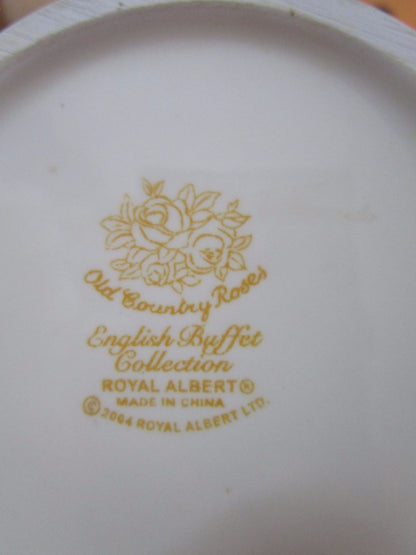 Old Country Roses
English Buffet
Collection
ROYAL ALBERT®
MADE IN CHINA
©2004 ROYAL ALBERT LTD.